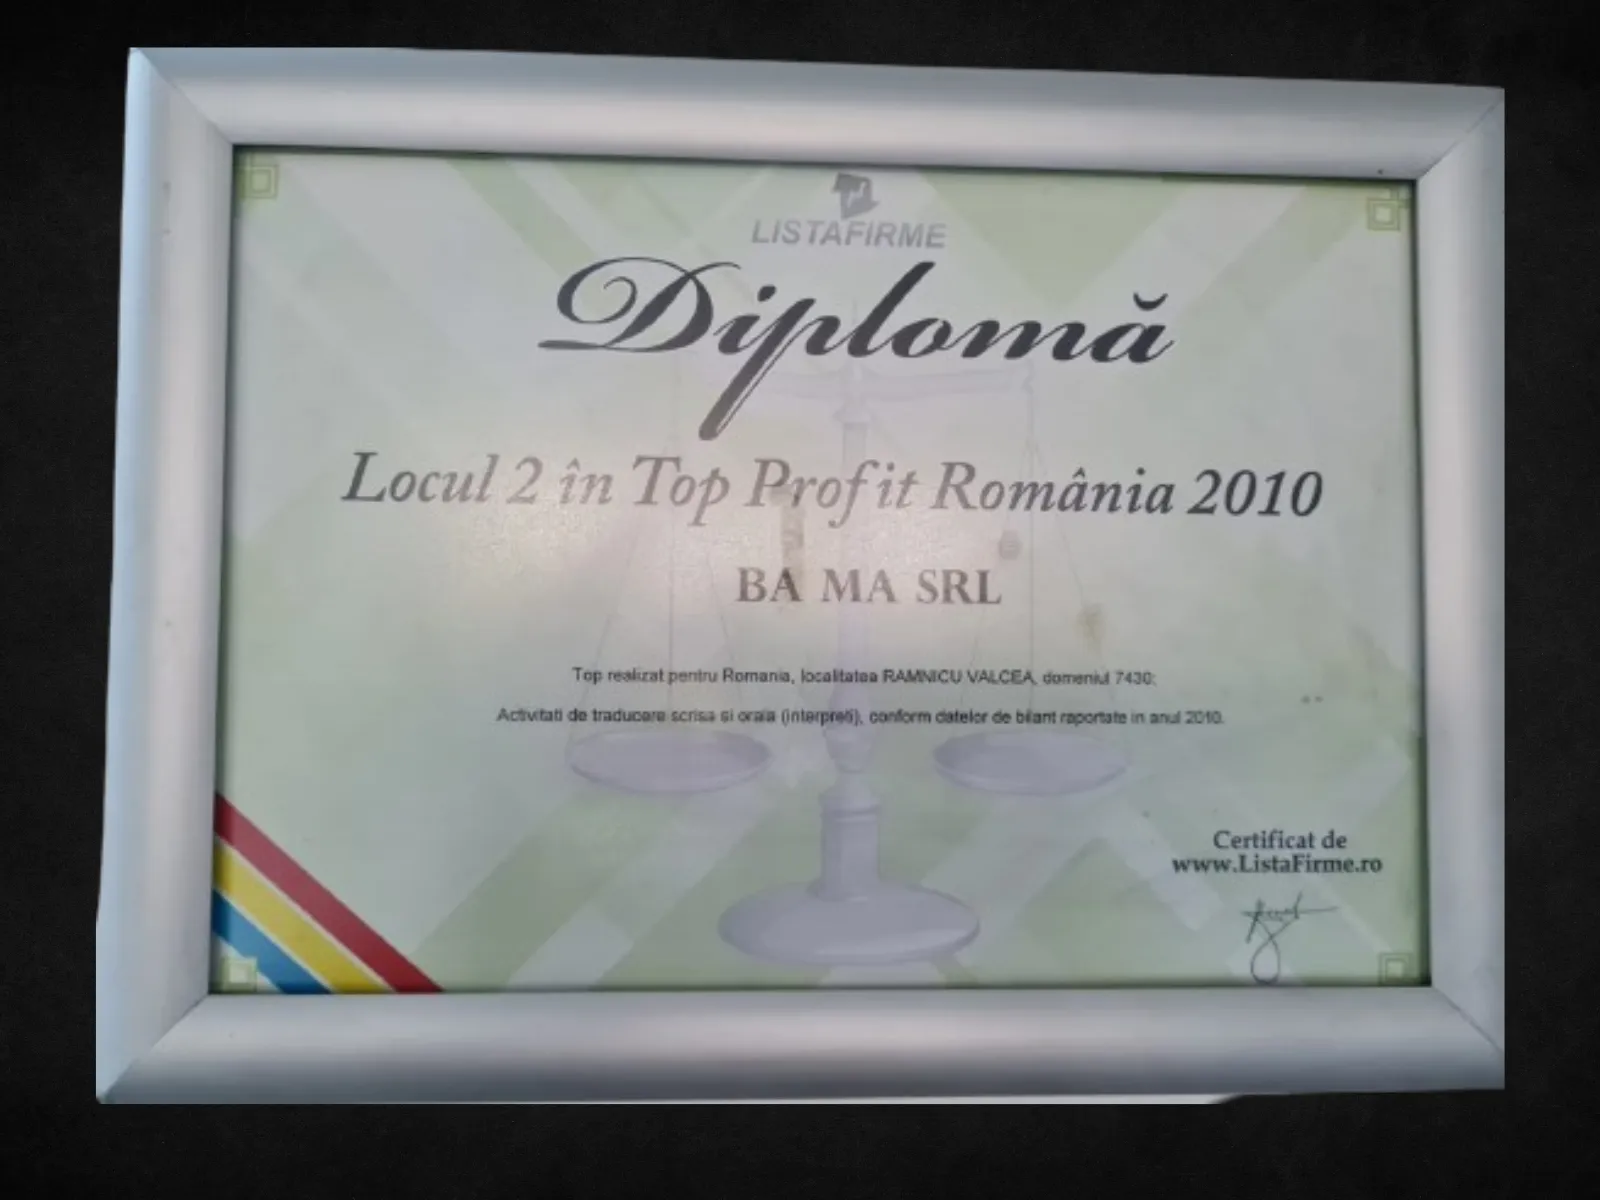 LISTAFIRME
Diplomă
Locul 2 în Top Profit România 2010
BA MA SRL
Top realizat pentru Romania, localitatea RAMNICU VALCEA, domeniul 7430:
Activitati de traducere scrisa si orala (interpreti), conform datelor de bilant raportate in anul 2010.
Certificat de
www.ListaFirme.ro